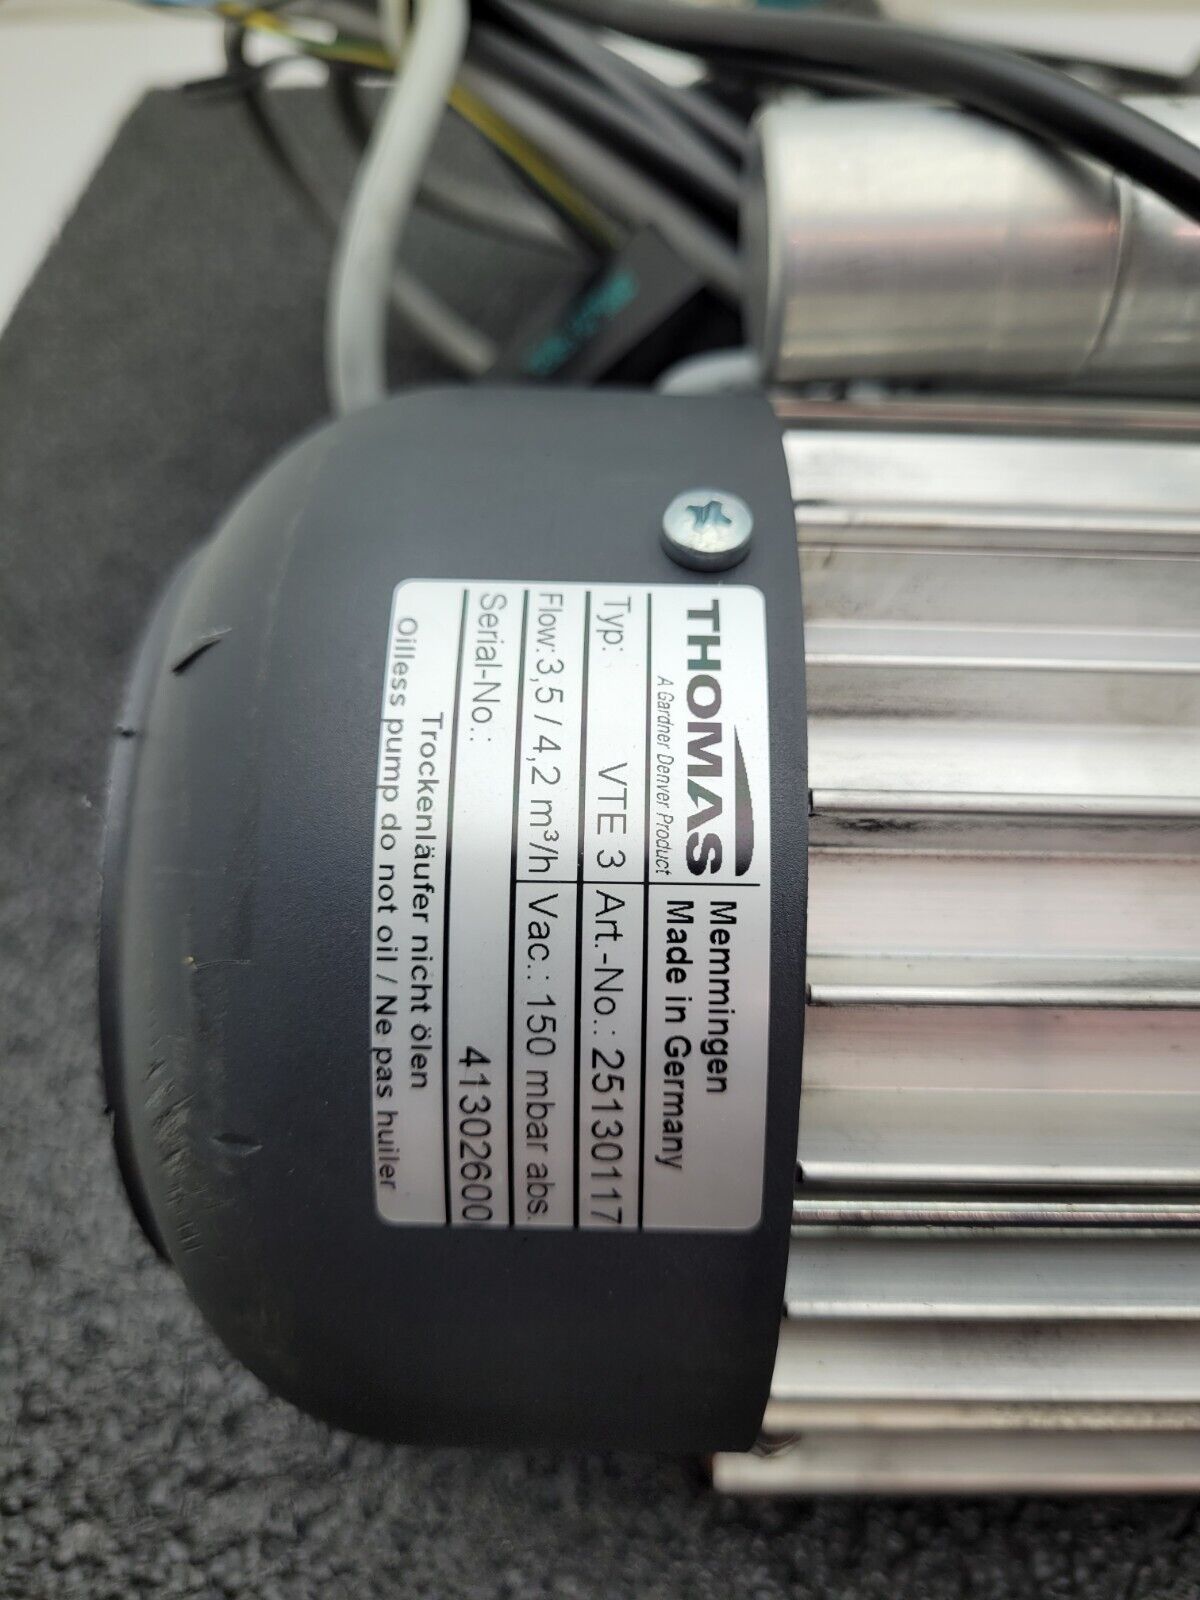 THOMAS
A Gardner Denver Product
Memmingen
Made in Germany
Typ: VTE 3 Art.-No.: 25130117
Flow: 3,5 / 4,2 m³/h Vac.: 150 mbar abs.
Serial-No.: 41302600
Trockenläufer nicht ölen
Oilless pump do not oil / Ne pas huiler